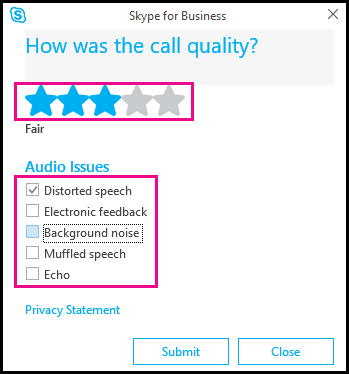 Skype for Business
How was the call quality?
Fair
Audio Issues
Distorted speech
Electronic feedback
Background noise
Muffled speech
Echo
Privacy Statement
Submit Close